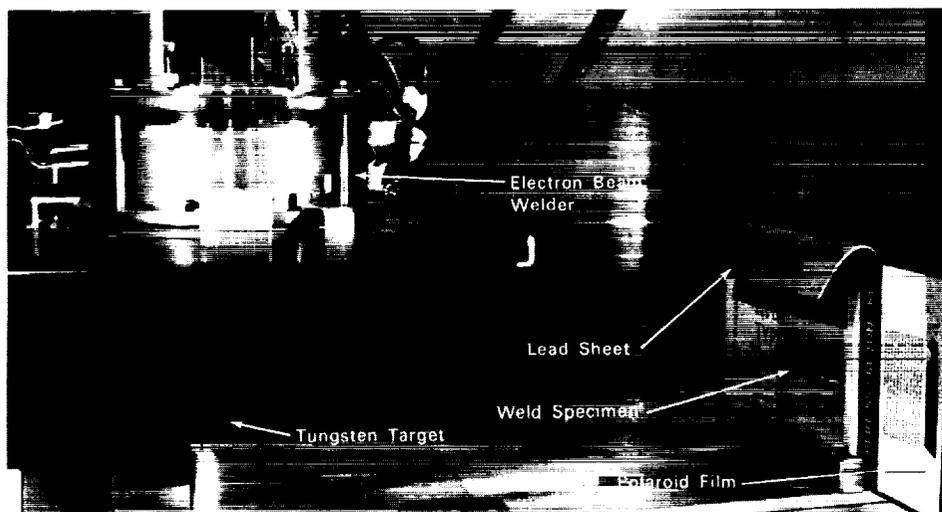 Electron Beam
Welder
Lead Sheet
Weld Specimen
Tungsten Target
Polaroid Film